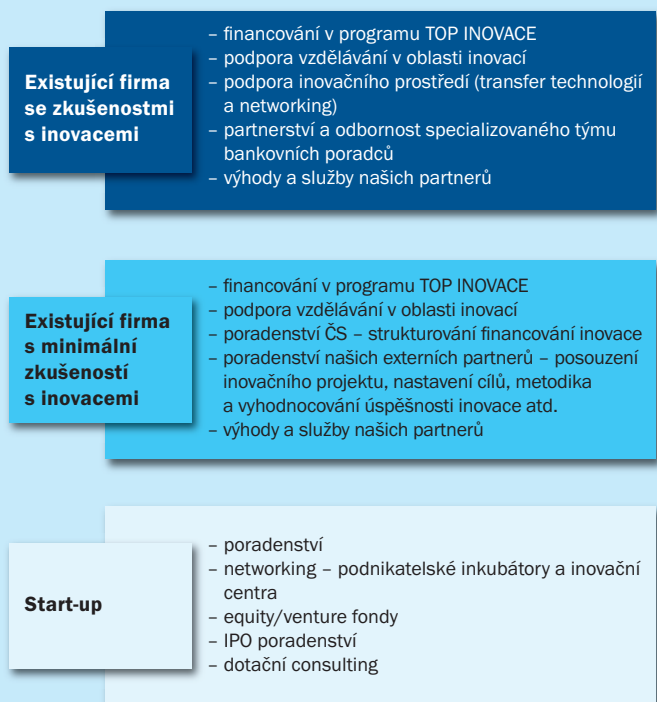 Existující firma
se zkušenostmi
s inovacemi
– financování v programu TOP INOVACE
– podpora vzdělávání v oblasti inovací
– podpora inovačního prostředí (transfer technologií
a networking)
– partnerství a odbornost specializovaného týmu
bankovních poradců
– výhody a služby našich partnerů
Existující firma
s minimální
zkušeností
s inovacemi
– financování v programu TOP INOVACE
– podpora vzdělávání v oblasti inovací
– poradenství ČS – strukturování financování inovace
– poradenství našich externích partnerů – posouzení
inovačního projektu, nastavení cílů, metodika
a vyhodnocování úspěšnosti inovace atd.
– výhody a služby našich partnerů
Start-up
– poradenství
– networking – podnikatelské inkubátory a inovační
centra
– equity/venture fondy
– IPO poradenství
– dotační consulting